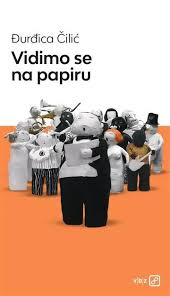 Đurđica Čilić
Vidimo se
na papiru
v|b|z